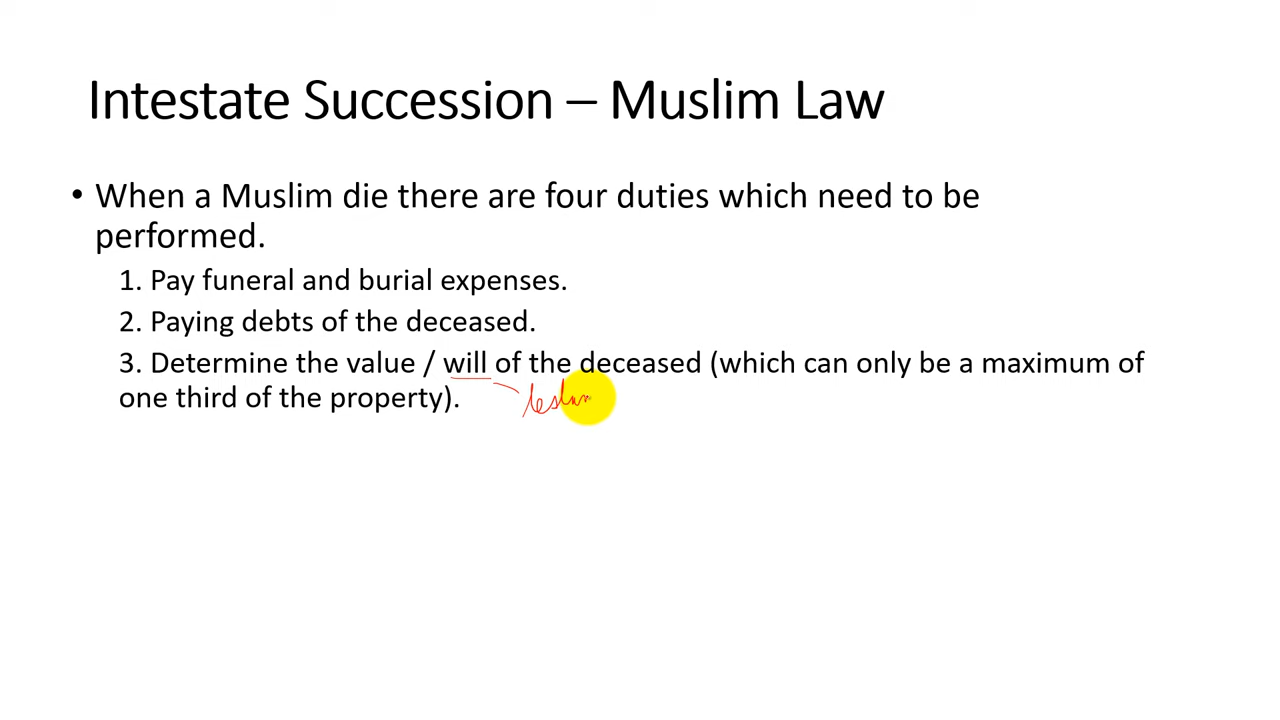 Intestate Succession – Muslim Law
• When a Muslim die there are four duties which need to be
performed.
1. Pay funeral and burial expenses.
2. Paying debts of the deceased.
3. Determine the value / will of the deceased (which can only be a maximum of
one third of the property).